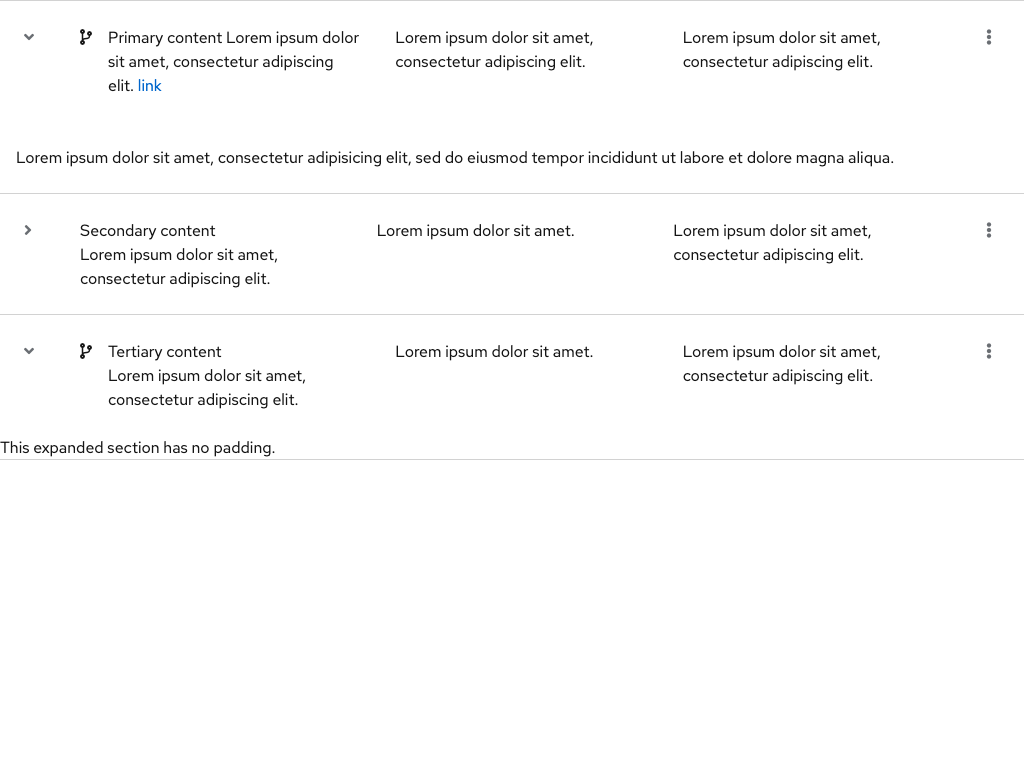 Primary content Lorem ipsum dolor
sit amet, consectetur adipiscing
elit. link
Lorem ipsum dolor sit amet,
consectetur adipiscing elit.
Lorem ipsum dolor sit amet,
consectetur adipiscing elit.
Lorem ipsum dolor sit amet, consectetur adipisicing elit, sed do eiusmod tempor incididunt ut labore et dolore magna aliqua.
Secondary content
Lorem ipsum dolor sit amet,
consectetur adipiscing elit.
Lorem ipsum dolor sit amet.
Lorem ipsum dolor sit amet,
consectetur adipiscing elit.
Tertiary content
Lorem ipsum dolor sit amet,
consectetur adipiscing elit.
Lorem ipsum dolor sit amet.
Lorem ipsum dolor sit amet,
consectetur adipiscing elit.
This expanded section has no padding.